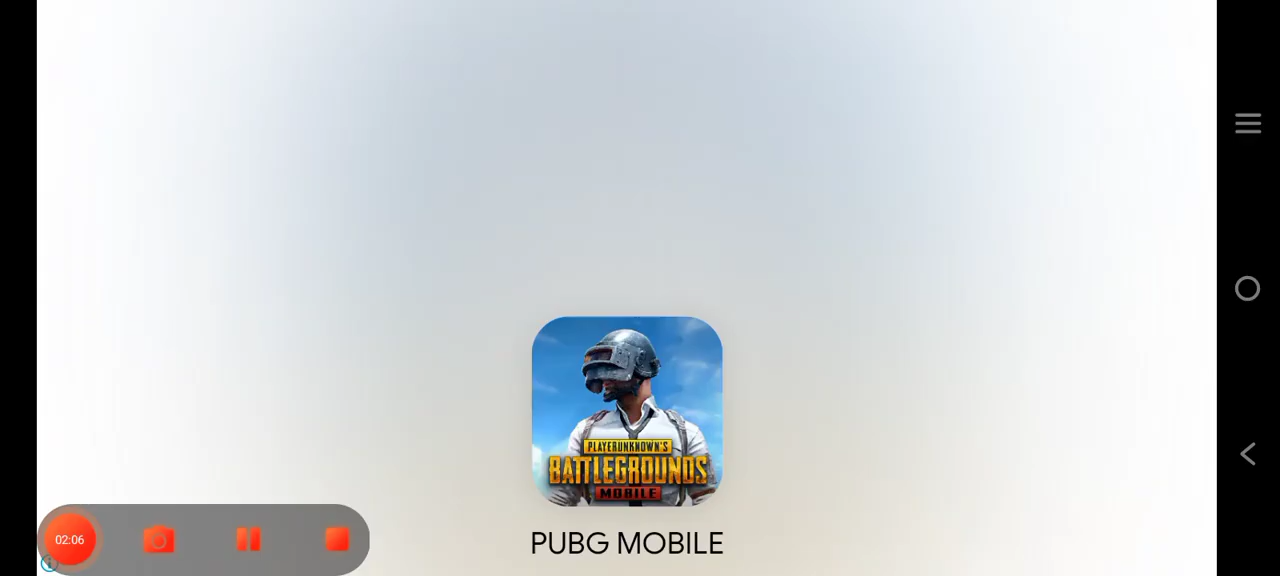 PLAYERUNKNOWN'S
BATTLEGROUNDS
MOBILE
02:06
PUBG MOBILE